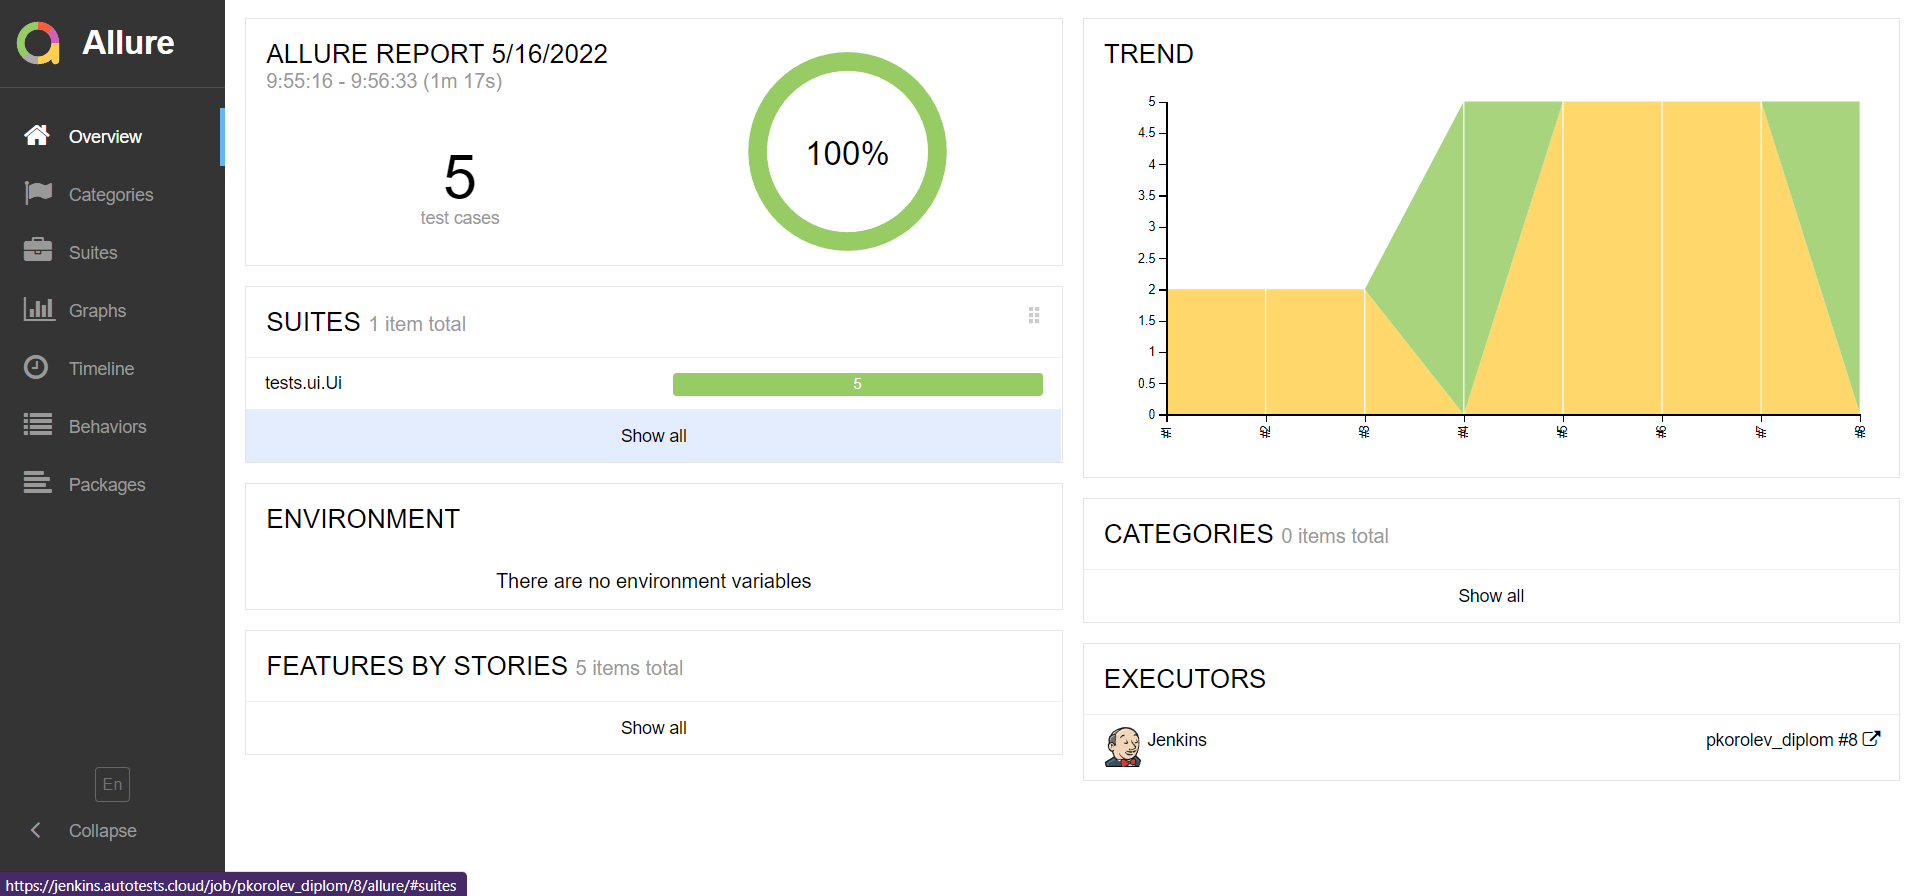 Allure
Overview
Categories
Suites
Graphs
Timeline
Behaviors
Packages
En
Collapse
ALLURE REPORT 5/16/2022
9:55:16 - 9:56:33 (1m 17s)
5
test cases
100%
SUITES 1 item total
tests.ui.Ui
5
Show all
ENVIRONMENT
There are no environment variables
FEATURES BY STORIES 5 items total
Show all
TREND
5
4.5
4
3.5
3
2.5
2
1.5
1
0.5
0
#1
#2
#3
#4
#5
#6
#7
#8
CATEGORIES 0 items total
Show all
EXECUTORS
Jenkins
pkorolev_diplom #8
https://jenkins.autotests.cloud/job/pkorolev_diplom/8/allure/#suites